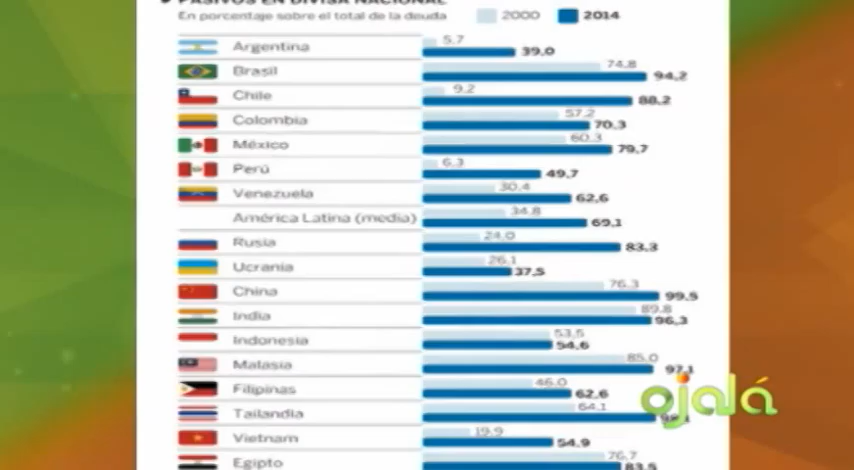 PASIVOS EN DIVISA NACIONAL
En porcentaje sobre el total de la deuda 2000 2014
Argentina 5.7 39,0
Brasil 74,8 94,2
Chile 9,2 88,2
Colombia 57,2 70,3
México 60,3 79,7
Perú 6,3 49,7
Venezuela 30,4 62,6
América Latina (media) 34,8 69,1
Rusia 24,0 83,3
Ucrania 26,1 37,5
China 76,3 99,5
India 89,8 96,3
Indonesia 53,5 54,6
Malasia 85,0 97,1
Filipinas 46,0 62,6
Tailandia 64,1
Vietnam 19,9 54,9
Egipto 76,7 83,5
ojalá